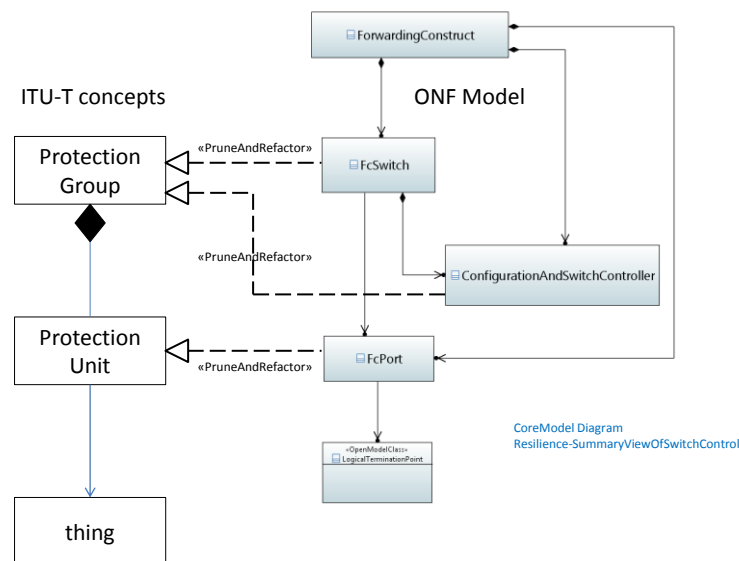 ForwardingConstruct
ITU-T concepts
ONF Model
«PruneAndRefactor»
Protection
Group
FcSwitch
«PruneAndRefactor»
ConfigurationAndSwitchController
Protection
Unit
FcPort
«PruneAndRefactor»
CoreModel Diagram
Resilience-SummaryViewOfSwitchControl
«OpenModelClass»
LogicalTerminationPoint
thing